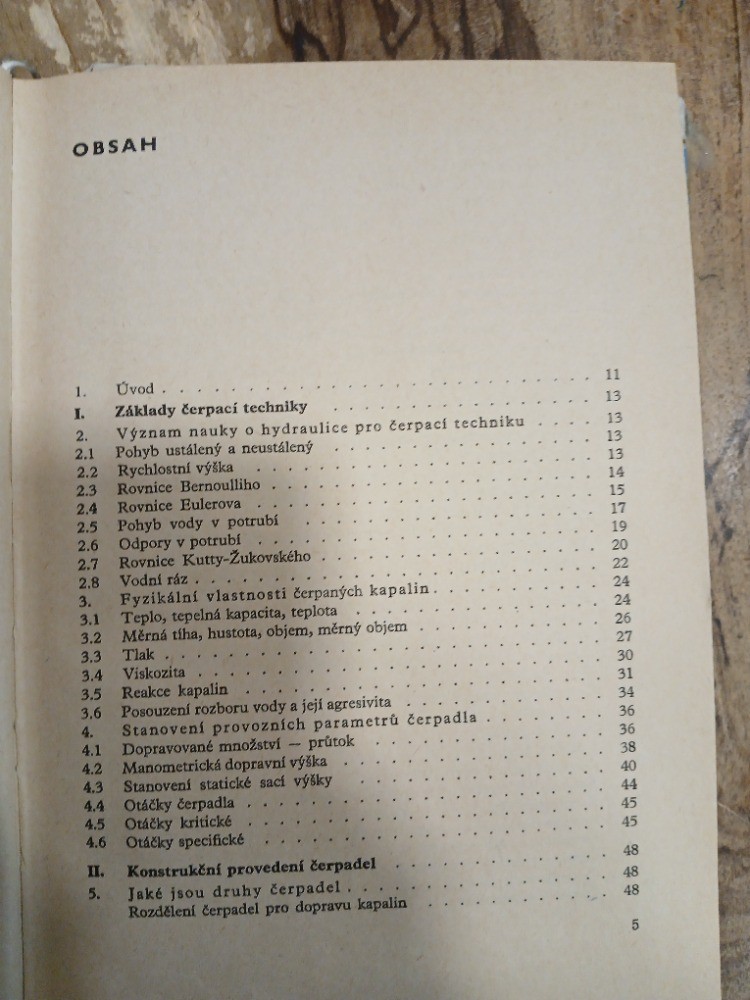 OBSAH
1. Úvod . . . . . . . . . . . . . . . . . . . . 11
I. Základy čerpací techniky . . . . . . . . . . . . 13
2. Význam nauky o hydraulice pro čerpací techniku . . . . 13
2.1 Pohyb ustálený a neustálený . . . . . . . . . . . . 13
2.2 Rychlostní výška . . . . . . . . . . . . . . . . 13
2.3 Rovnice Bernoulliho . . . . . . . . . . . . . . . 14
2.4 Rovnice Eulerova . . . . . . . . . . . . . . . . 15
2.5 Pohyb vody v potrubí . . . . . . . . . . . . . . 17
2.6 Odpory v potrubí . . . . . . . . . . . . . . . . 19
2.7 Rovnice Kutty-Žukovského . . . . . . . . . . . . . 20
2.8 Vodní ráz . . . . . . . . . . . . . . . . . . . 22
3. Fyzikální vlastnosti čerpaných kapalin . . . . . . . . 24
3.1 Teplo, tepelná kapacita, teplota . . . . . . . . . . . 24
3.2 Měrná tíha, hustota, objem, měrný objem . . . . . . . . 26
3.3 Tlak . . . . . . . . . . . . . . . . . . . . . 27
3.4 Viskozita . . . . . . . . . . . . . . . . . . . 30
3.5 Reakce kapalin . . . . . . . . . . . . . . . . . 31
3.6 Posouzení rozboru vody a její agresivita . . . . . . . . 34
4. Stanovení provozních parametrů čerpadla . . . . . . . 36
4.1 Dopravované množství — průtok . . . . . . . . . . . 36
4.2 Manometrická dopravní výška . . . . . . . . . . . . 38
4.3 Stanovení statické sací výšky . . . . . . . . . . . . 40
4.4 Otáčky čerpadla . . . . . . . . . . . . . . . . . 44
4.5 Otáčky kritické . . . . . . . . . . . . . . . . . 45
4.6 Otáčky specifické . . . . . . . . . . . . . . . . 45
II. Konstrukční provedení čerpadel . . . . . . . . . . 48
5. Jaké jsou druhy čerpadel . . . . . . . . . . . . . 48
Rozdělení čerpadel pro dopravu kapalin . . . . . . . . . 48
5